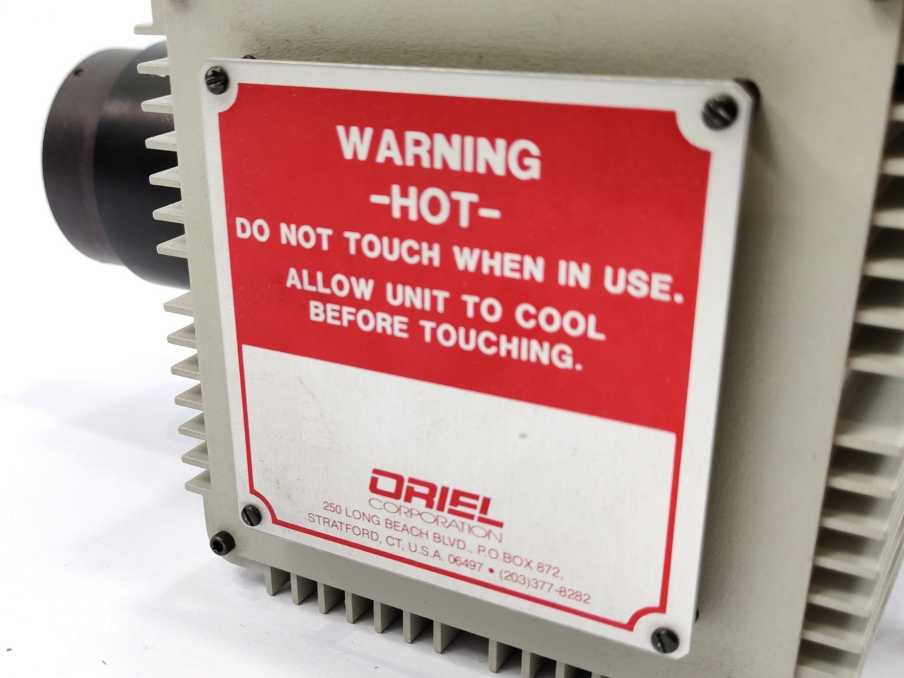 WARNING
-HOT-
DO NOT TOUCH WHEN IN USE.
ALLOW UNIT TO COOL
BEFORE TOUCHING.
ORIEL
CORPORATION
250 LONG BEACH BLVD., P.O.BOX 872,
STRATFORD, CT, U.S.A. 06497 • (203)377-8282